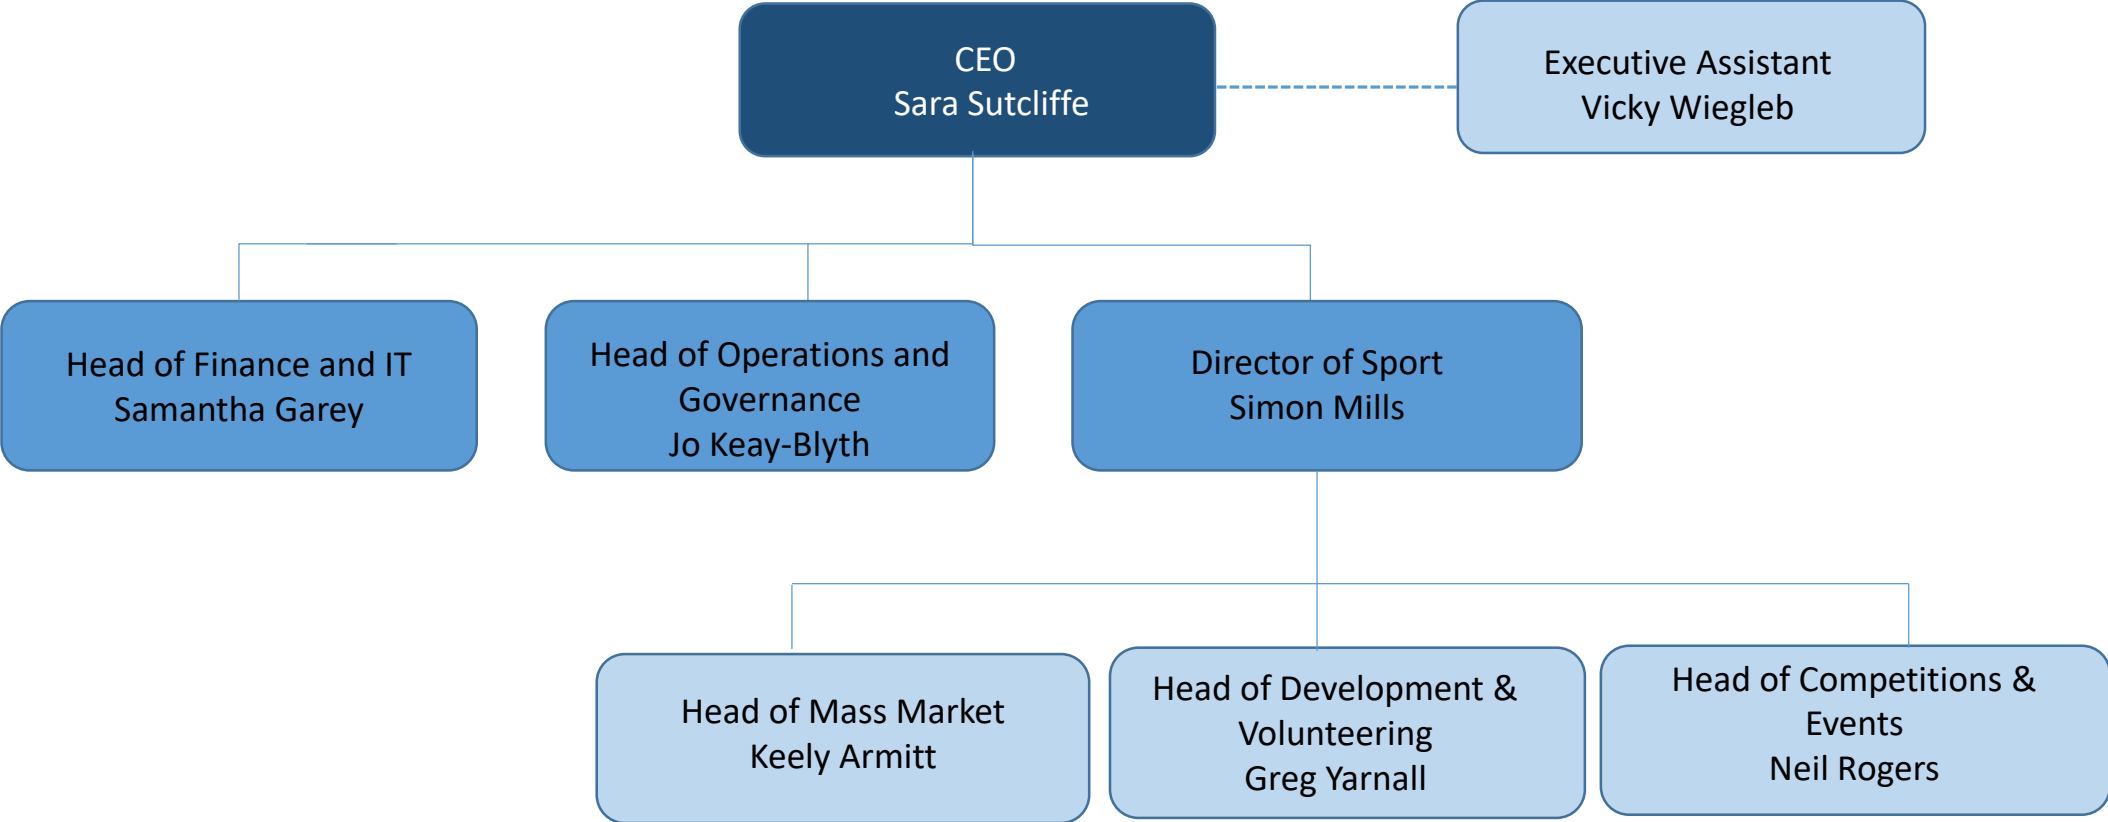 CEO
Sara Sutcliffe
Executive Assistant
Vicky Wiegleb
Head of Finance and IT
Samantha Garey
Head of Operations and
Governance
Jo Keay-Blyth
Director of Sport
Simon Mills
Head of Mass Market
Keely Armitt
Head of Development &
Volunteering
Greg Yarnall
Head of Competitions &
Events
Neil Rogers